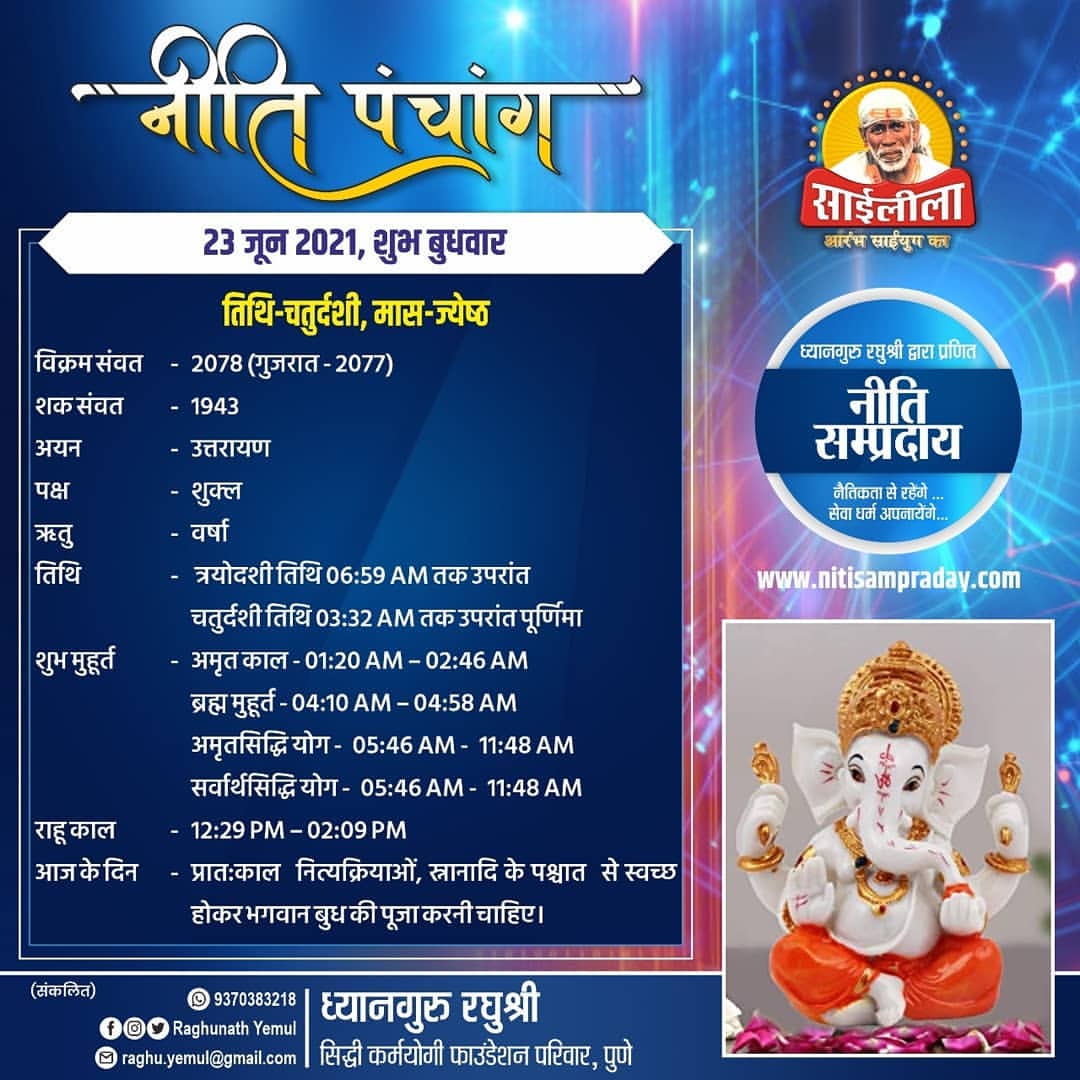 नीति पंचांग
साईलीला
आरंभ साईयुग का
23 जून 2021, शुभ बुधवार
तिथि-चतुर्दशी, मास-ज्येष्ठ
विक्रम संवत - 2078 (गुजरात - 2077)
शक संवत - 1943
अयन - उत्तरायण
पक्ष - शुक्ल
ऋतु - वर्षा
तिथि - त्रयोदशी तिथि 06:59 AM तक उपरांत
चतुर्दशी तिथि 03:32 AM तक उपरांत पूर्णिमा
शुभ मुहूर्त - अमृत काल - 01:20 AM – 02:46 AM
ब्रह्म मुहूर्त - 04:10 AM – 04:58 AM
अमृतसिद्धि योग - 05:46 AM - 11:48 AM
सर्वार्थसिद्धि योग - 05:46 AM - 11:48 AM
राहू काल - 12:29 PM – 02:09 PM
आज के दिन - प्रात:काल नित्यक्रियाओं, स्नानादि के पश्चात से स्वच्छ
होकर भगवान बुध की पूजा करनी चाहिए।
ध्यानगुरु रघुश्री द्वारा प्रणित
नीति
सम्प्रदाय
नैतिकता से रहेंगे ...
सेवा धर्म अपनायेंगे...
www.nitisampraday.com
(संकलित)
9370383218
Raghunath Yemul
raghu.yemul@gmail.com
ध्यानगुरु रघुश्री
सिद्धी कर्मयोगी फाउंडेशन परिवार, पुणे